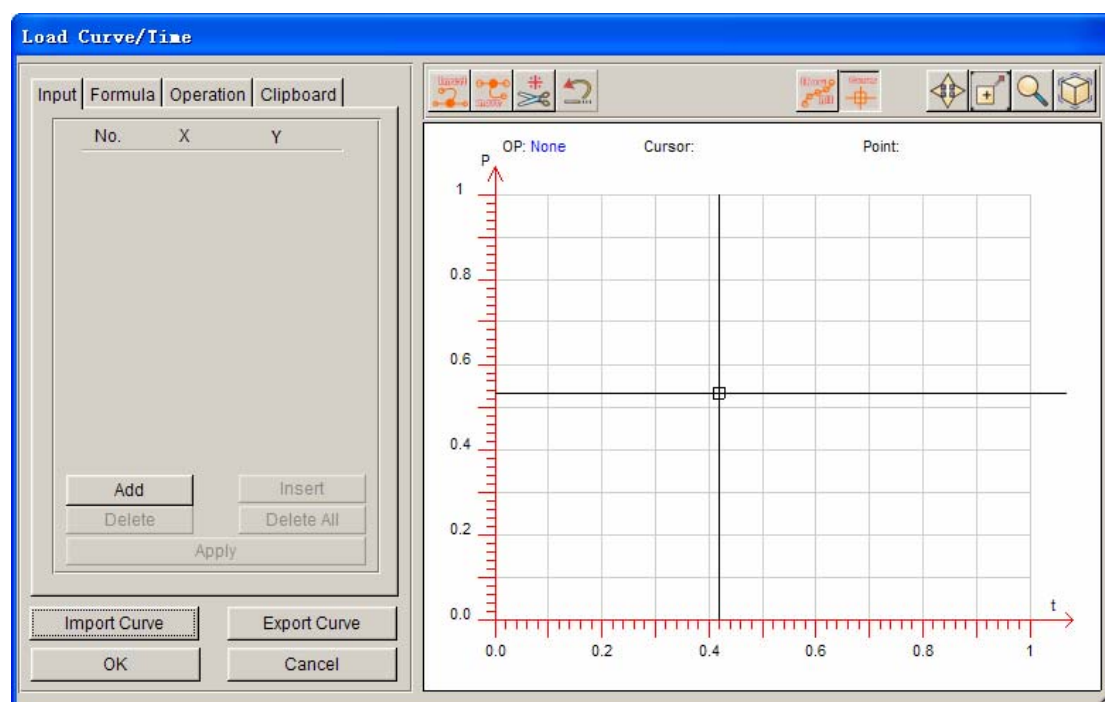 Load Curve/Time
Input Formula Operation Clipboard
No. X Y
Add Insert
Delete Delete All
Apply
Import Curve Export Curve
OK Cancel
OP: None Cursor: Point:
P
1
0.8
0.6
0.4
0.2
0.0
t
0.0 0.2 0.4 0.6 0.8 1